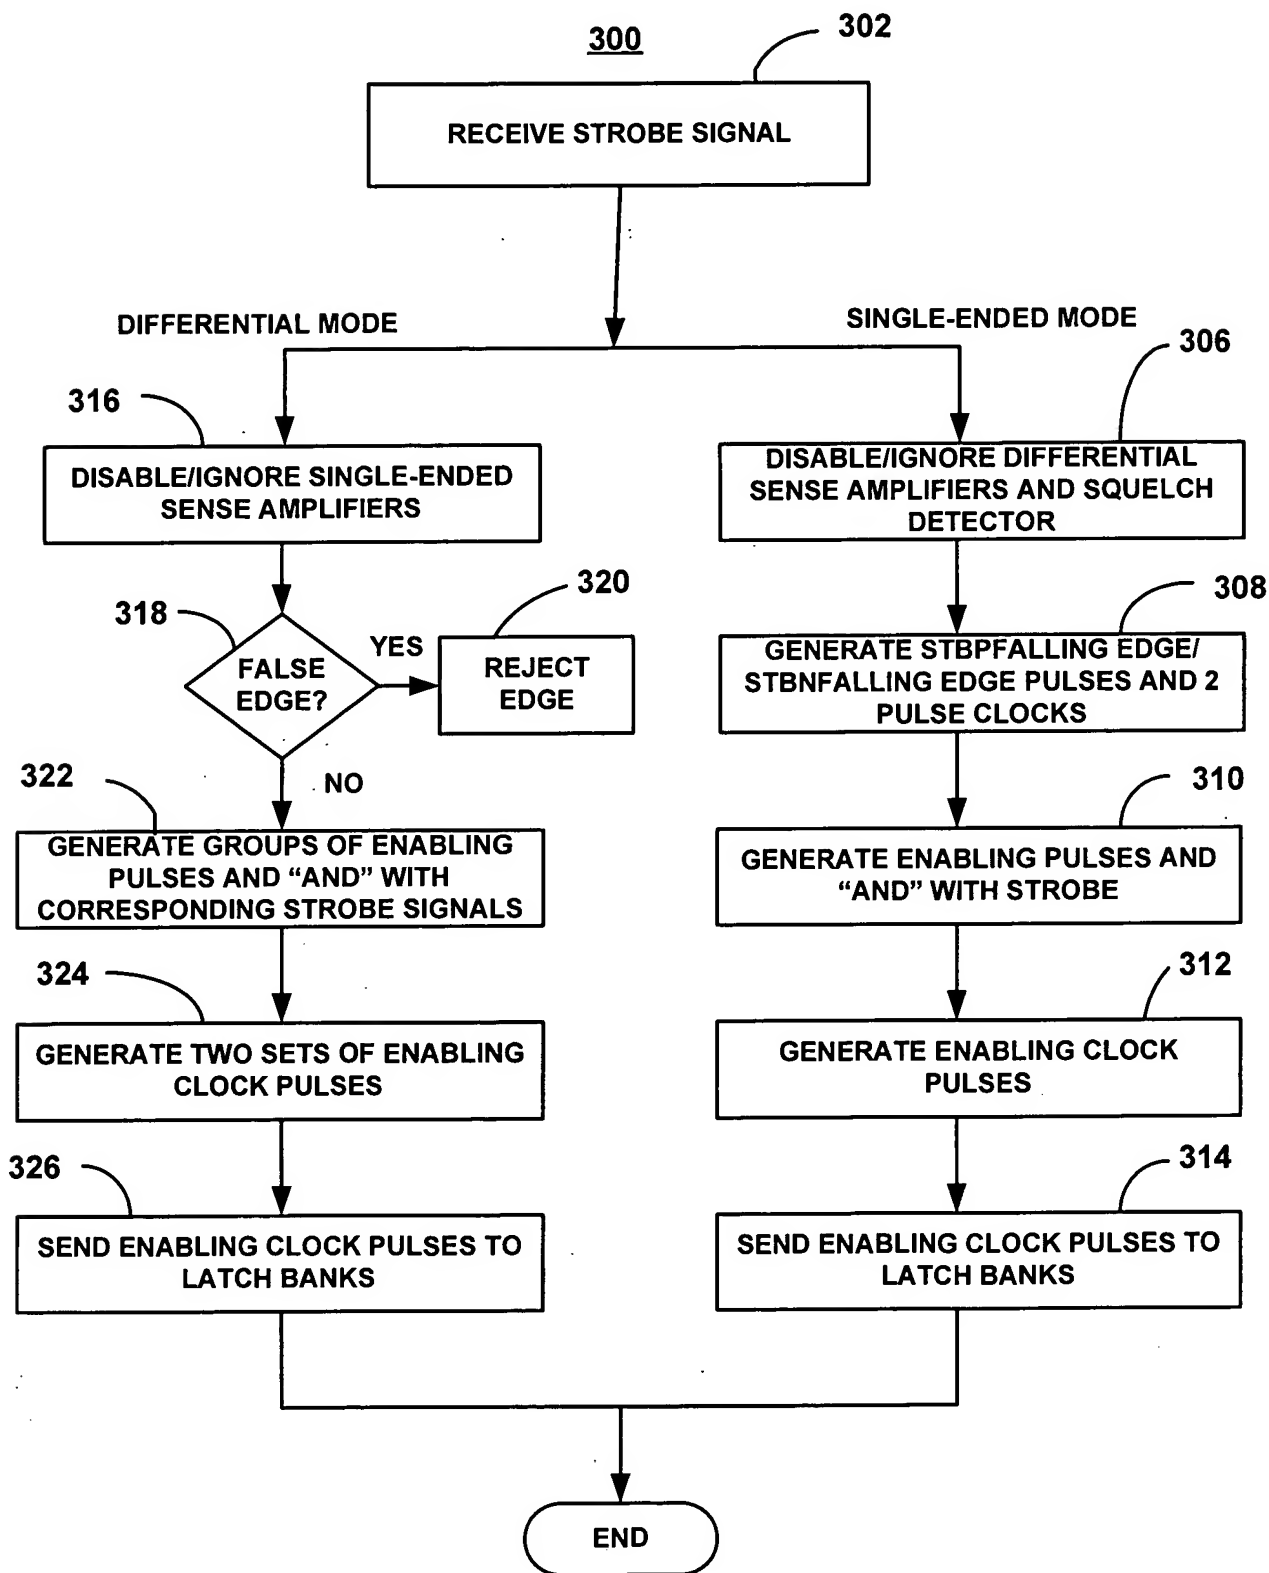 300
302
RECEIVE STROBE SIGNAL
DIFFERENTIAL MODE
SINGLE-ENDED MODE
316
DISABLE/IGNORE SINGLE-ENDED
SENSE AMPLIFIERS
306
DISABLE/IGNORE DIFFERENTIAL
SENSE AMPLIFIERS AND SQUELCH
DETECTOR
318
FALSE
EDGE?
YES
320
REJECT
EDGE
NO
308
GENERATE STBPFALLING EDGE/
STBNFALLING EDGE PULSES AND 2
PULSE CLOCKS
322
GENERATE GROUPS OF ENABLING
PULSES AND “AND” WITH
CORRESPONDING STROBE SIGNALS
310
GENERATE ENABLING PULSES AND
“AND” WITH STROBE
324
GENERATE TWO SETS OF ENABLING
CLOCK PULSES
312
GENERATE ENABLING CLOCK
PULSES
326
SEND ENABLING CLOCK PULSES TO
LATCH BANKS
314
SEND ENABLING CLOCK PULSES TO
LATCH BANKS
END